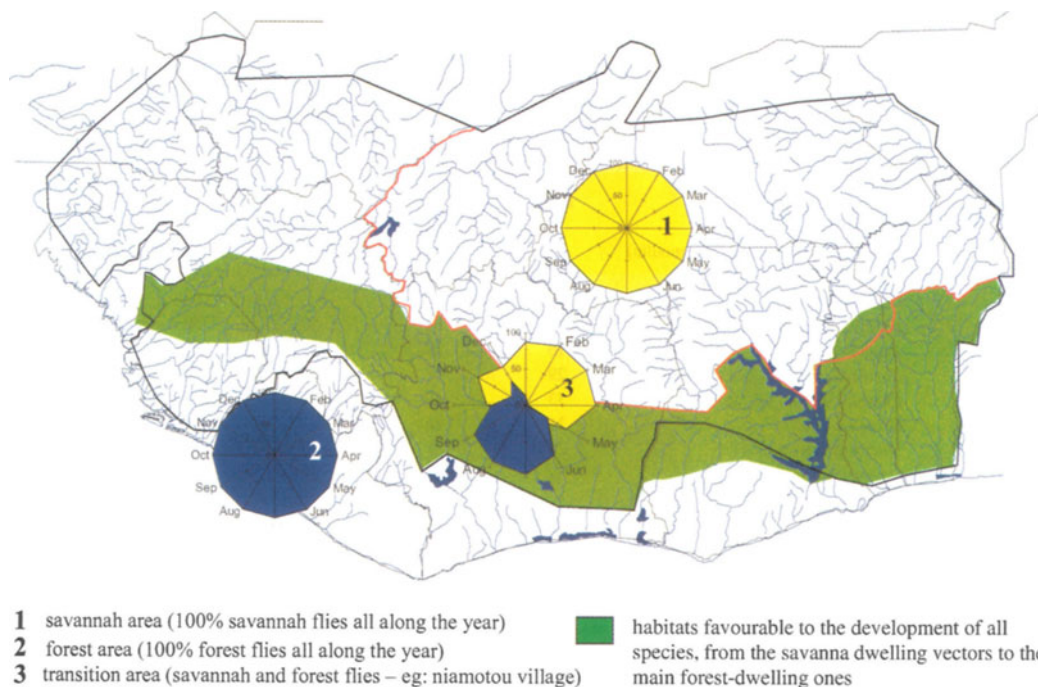 100
Dec
Feb
50
Nov
Mar
Oct
1
Apr
Sep
May
Aug
Jun
100
Dec
Feb
50
Nov
Mar
3
Oct
Apr
Sep
May
Aug
Jun
Dec
Feb
Nov
Mar
2
Oct
Apr
Sep
May
Aug
Jun
1 savannah area (100% savannah flies all along the year)
2 forest area (100% forest flies all along the year)
3 transition area (savannah and forest flies – eg: niamotou village)
habitats favourable to the development of all
species, from the savanna dwelling vectors to the
main forest-dwelling ones